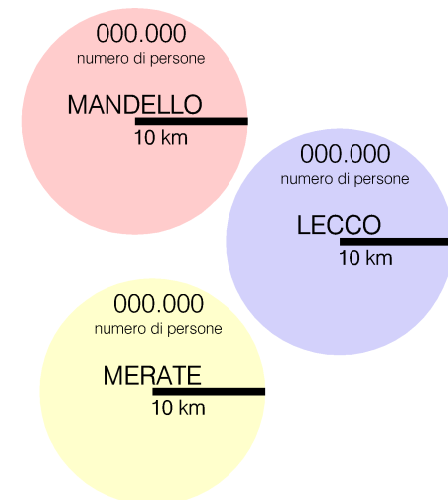 000.000
numero di persone
MANDELLO
10 km
000.000
numero di persone
LECCO
10 km
000.000
numero di persone
MERATE
10 km